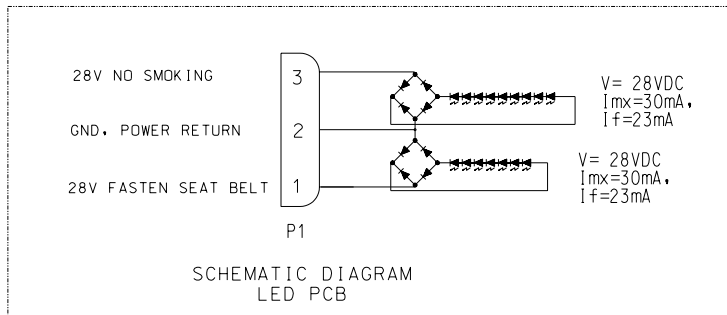 28V NO SMOKING
3
V= 28VDC
Imx=30mA,
If=23mA
GND, POWER RETURN
2
28V FASTEN SEAT BELT
1
V= 28VDC
Imx=30mA,
If=23mA
P1
SCHEMATIC DIAGRAM
LED PCB